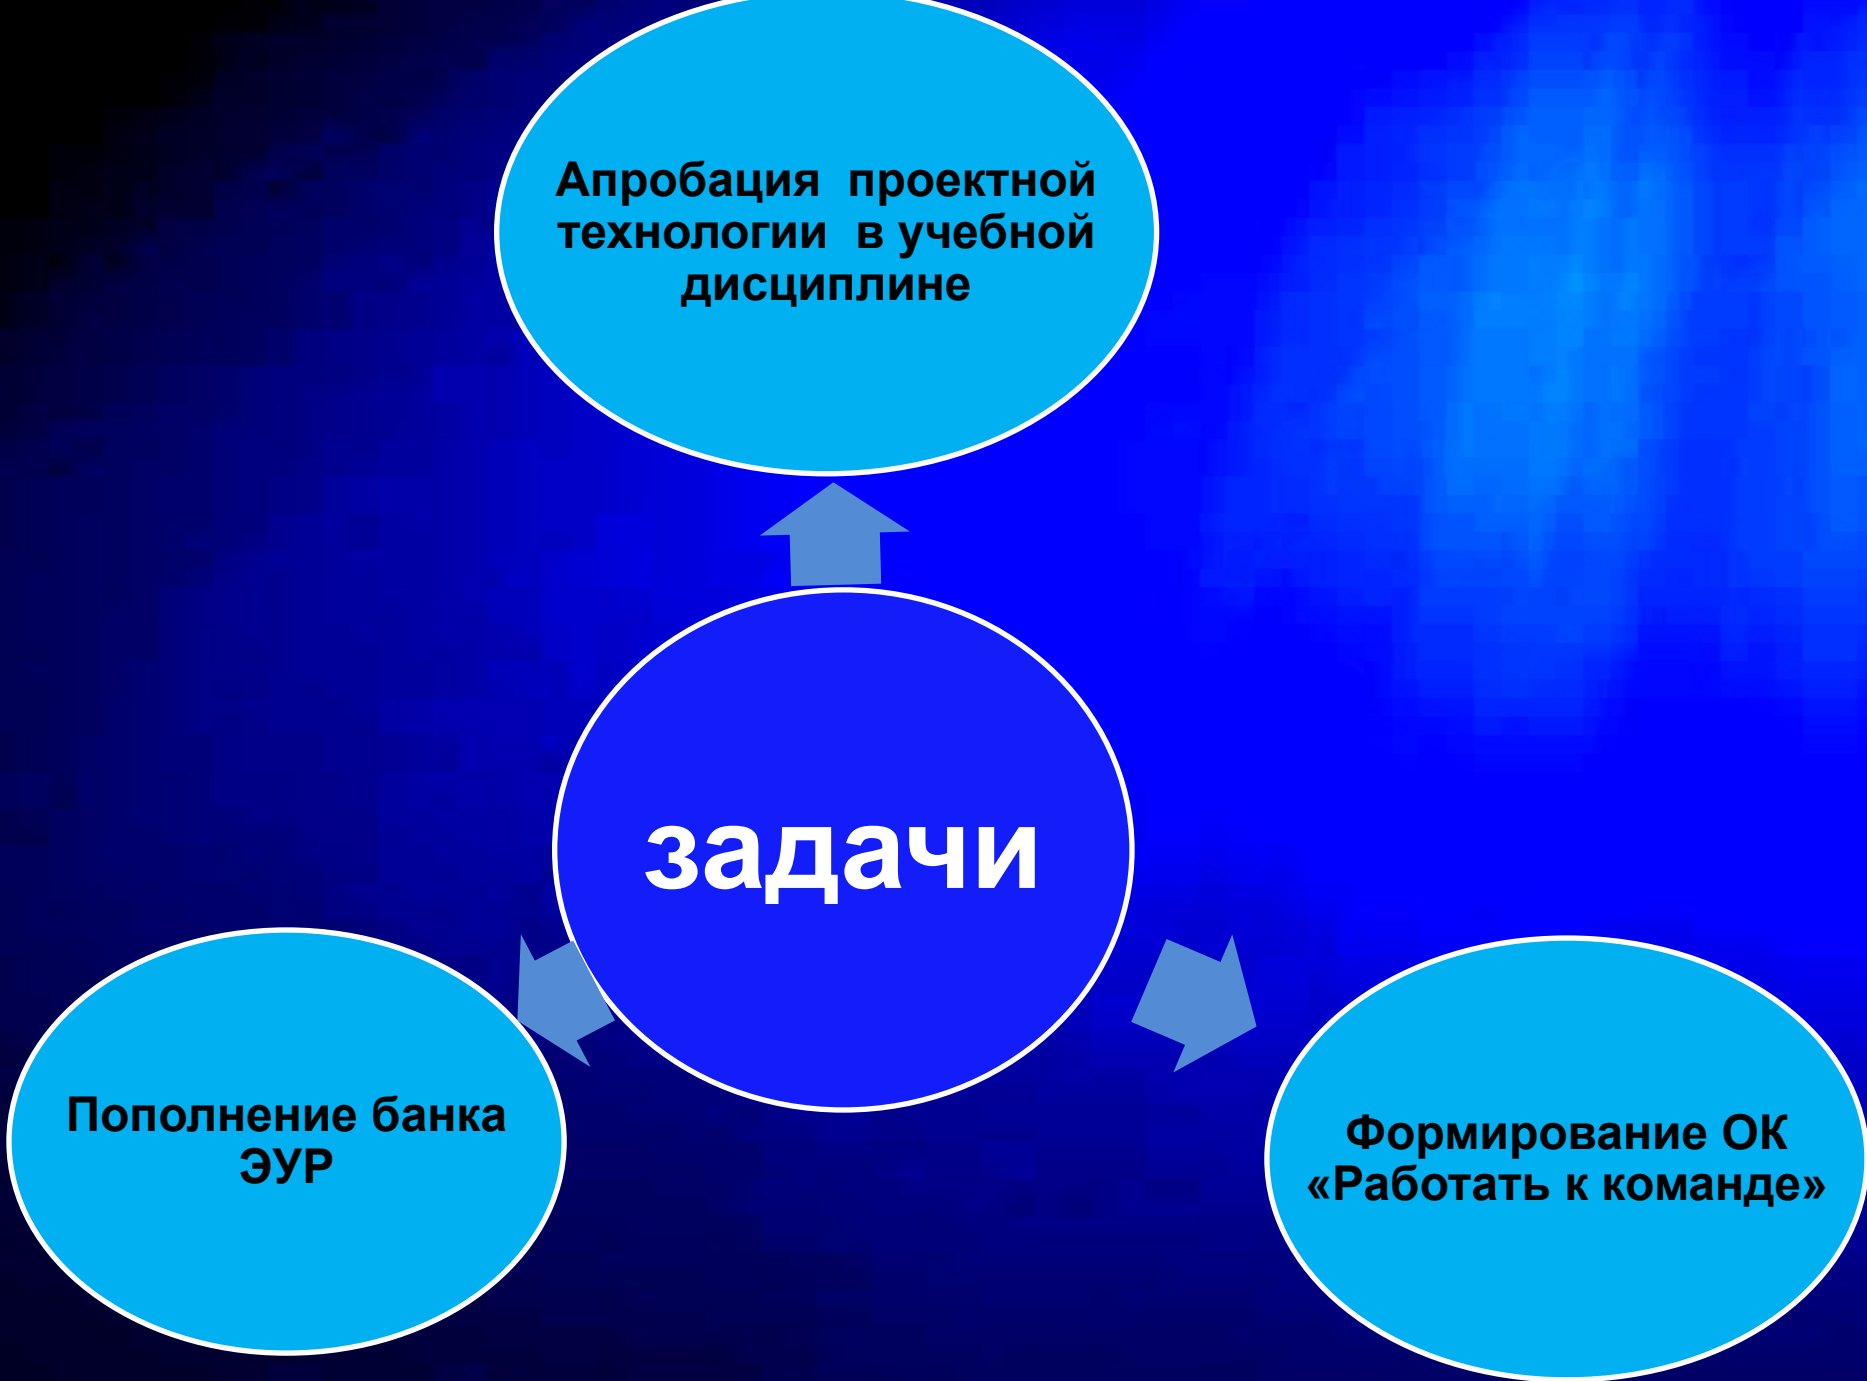 Апробация проектной
технологии в учебной
дисциплине
задачи
Пополнение банка
ЭУР
Формирование ОК
«Работать к команде»